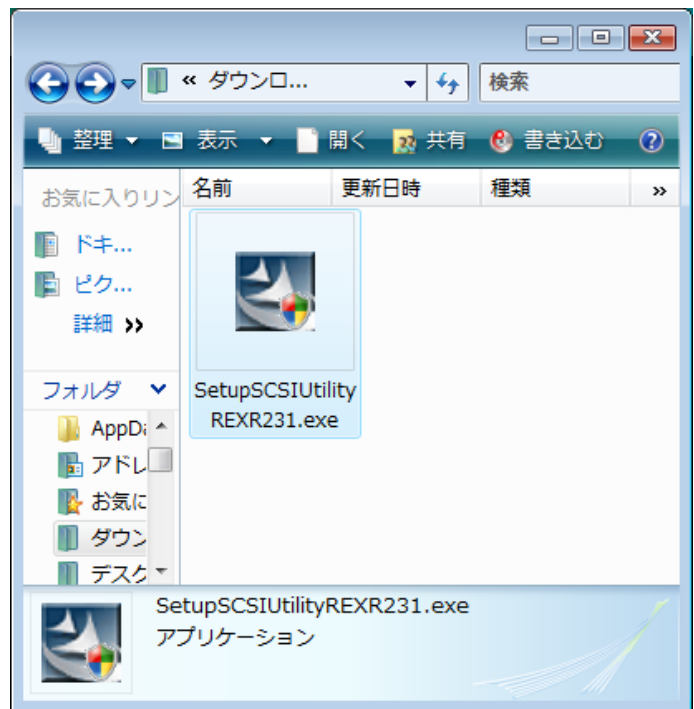 « ダウンロ...
検索
整理 表示 開く 共有 書き込む
お気に入りリン
名前 更新日時 種類 »
ドキ...
ピク...
詳細 »
フォルダ
AppDa
アドレ
お気に
ダウン
デスク
SetupSCSIUtility
REXR231.exe
SetupSCSIUtilityREXR231.exe
アプリケーション